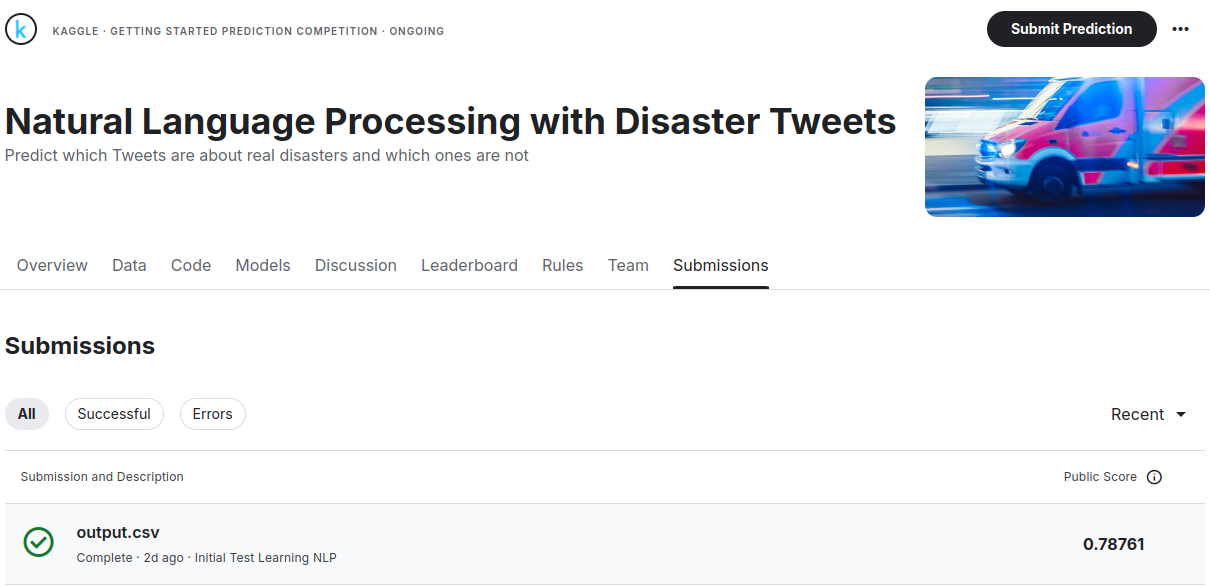 k KAGGLE · GETTING STARTED PREDICTION COMPETITION · ONGOING
Submit Prediction
Natural Language Processing with Disaster Tweets
Predict which Tweets are about real disasters and which ones are not
Overview Data Code Models Discussion Leaderboard Rules Team Submissions
Submissions
All Successful Errors Recent
Submission and Description Public Score
output.csv
Complete · 2d ago · Initial Test Learning NLP
0.78761